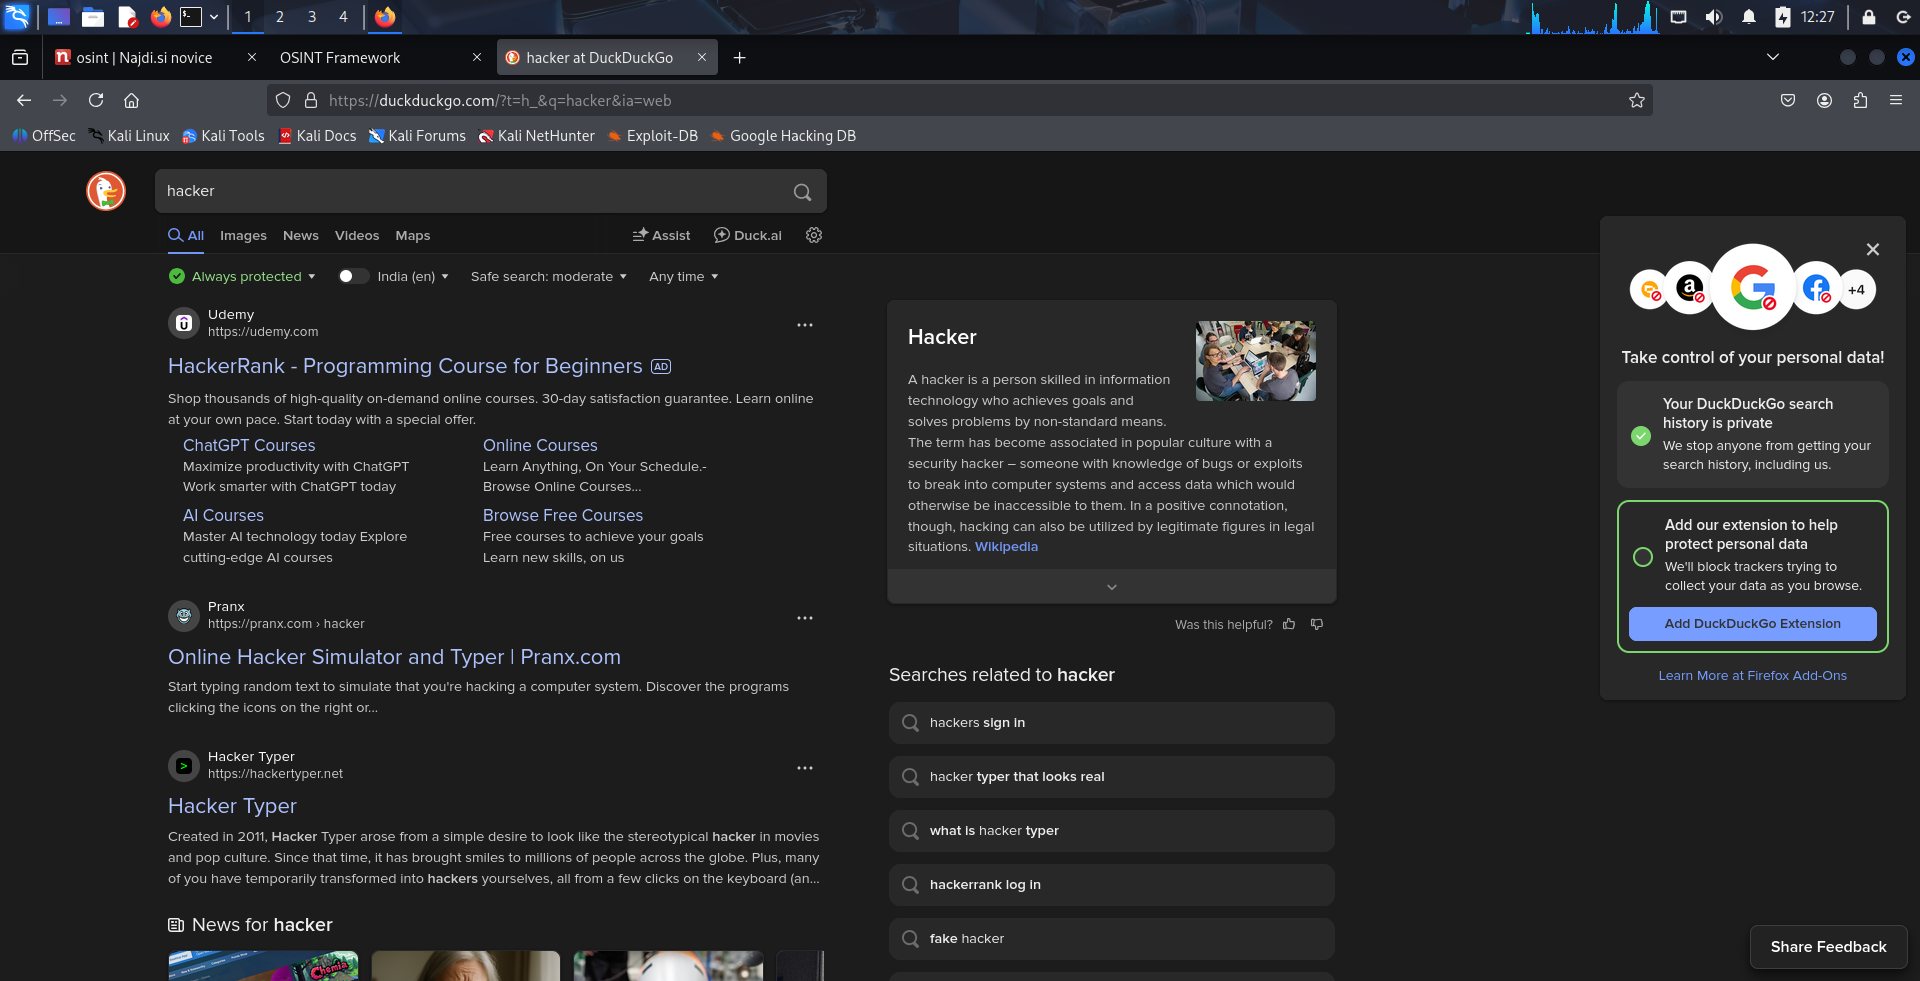 1 2 3 4
12:27
osint | Najdi.si novice
OSINT Framework
hacker at DuckDuckGo
https://duckduckgo.com/?t=h_&q=hacker&ia=web
OffSec
Kali Linux
Kali Tools
Kali Docs
Kali Forums
Kali NetHunter
Exploit-DB
Google Hacking DB
hacker
All
Images
News
Videos
Maps
Assist
Duck.ai
Always protected
India (en)
Safe search: moderate
Any time
Udemy
https://udemy.com
HackerRank - Programming Course for Beginners AD
Shop thousands of high-quality on-demand online courses. 30-day satisfaction guarantee. Learn online
at your own pace. Start today with a special offer.
ChatGPT Courses
Maximize productivity with ChatGPT
Work smarter with ChatGPT today
Online Courses
Learn Anything, On Your Schedule.-
Browse Online Courses...
AI Courses
Master AI technology today Explore
cutting-edge AI courses
Browse Free Courses
Free courses to achieve your goals
Learn new skills, on us
Pranx
https://pranx.com › hacker
Online Hacker Simulator and Typer | Pranx.com
Start typing random text to simulate that you're hacking a computer system. Discover the programs
clicking the icons on the right or...
Hacker Typer
https://hackertyper.net
Hacker Typer
Created in 2011, Hacker Typer arose from a simple desire to look like the stereotypical hacker in movies
and pop culture. Since that time, it has brought smiles to millions of people across the globe. Plus, many
of you have temporarily transformed into hackers yourselves, all from a few clicks on the keyboard (an...
News for hacker
Chemia
Hacker
A hacker is a person skilled in information
technology who achieves goals and
solves problems by non-standard means.
The term has become associated in popular culture with a
security hacker – someone with knowledge of bugs or exploits
to break into computer systems and access data which would
otherwise be inaccessible to them. In a positive connotation,
though, hacking can also be utilized by legitimate figures in legal
situations. Wikipedia
Was this helpful?
Searches related to hacker
hackers sign in
hacker typer that looks real
what is hacker typer
hackerrank log in
fake hacker
+4
Take control of your personal data!
Your DuckDuckGo search
history is private
We stop anyone from getting your
search history, including us.
Add our extension to help
protect personal data
We'll block trackers trying to
collect your data as you browse.
Add DuckDuckGo Extension
Learn More at Firefox Add-Ons
Share Feedback